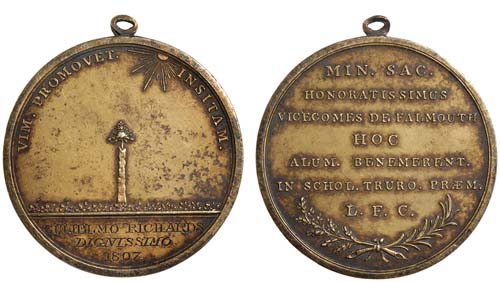 VIM. PROMOVET. INSITAM.
GULIELMO RICHARDS
DIGNISSIMO
1807.
MIN. SAC.
HONORATISSIMUS
VICECOMES DE FALMOUTH
HOC
ALUM. BENEMERENT.
IN SCHOL. TRURO. PRÆM.
L. F. C.